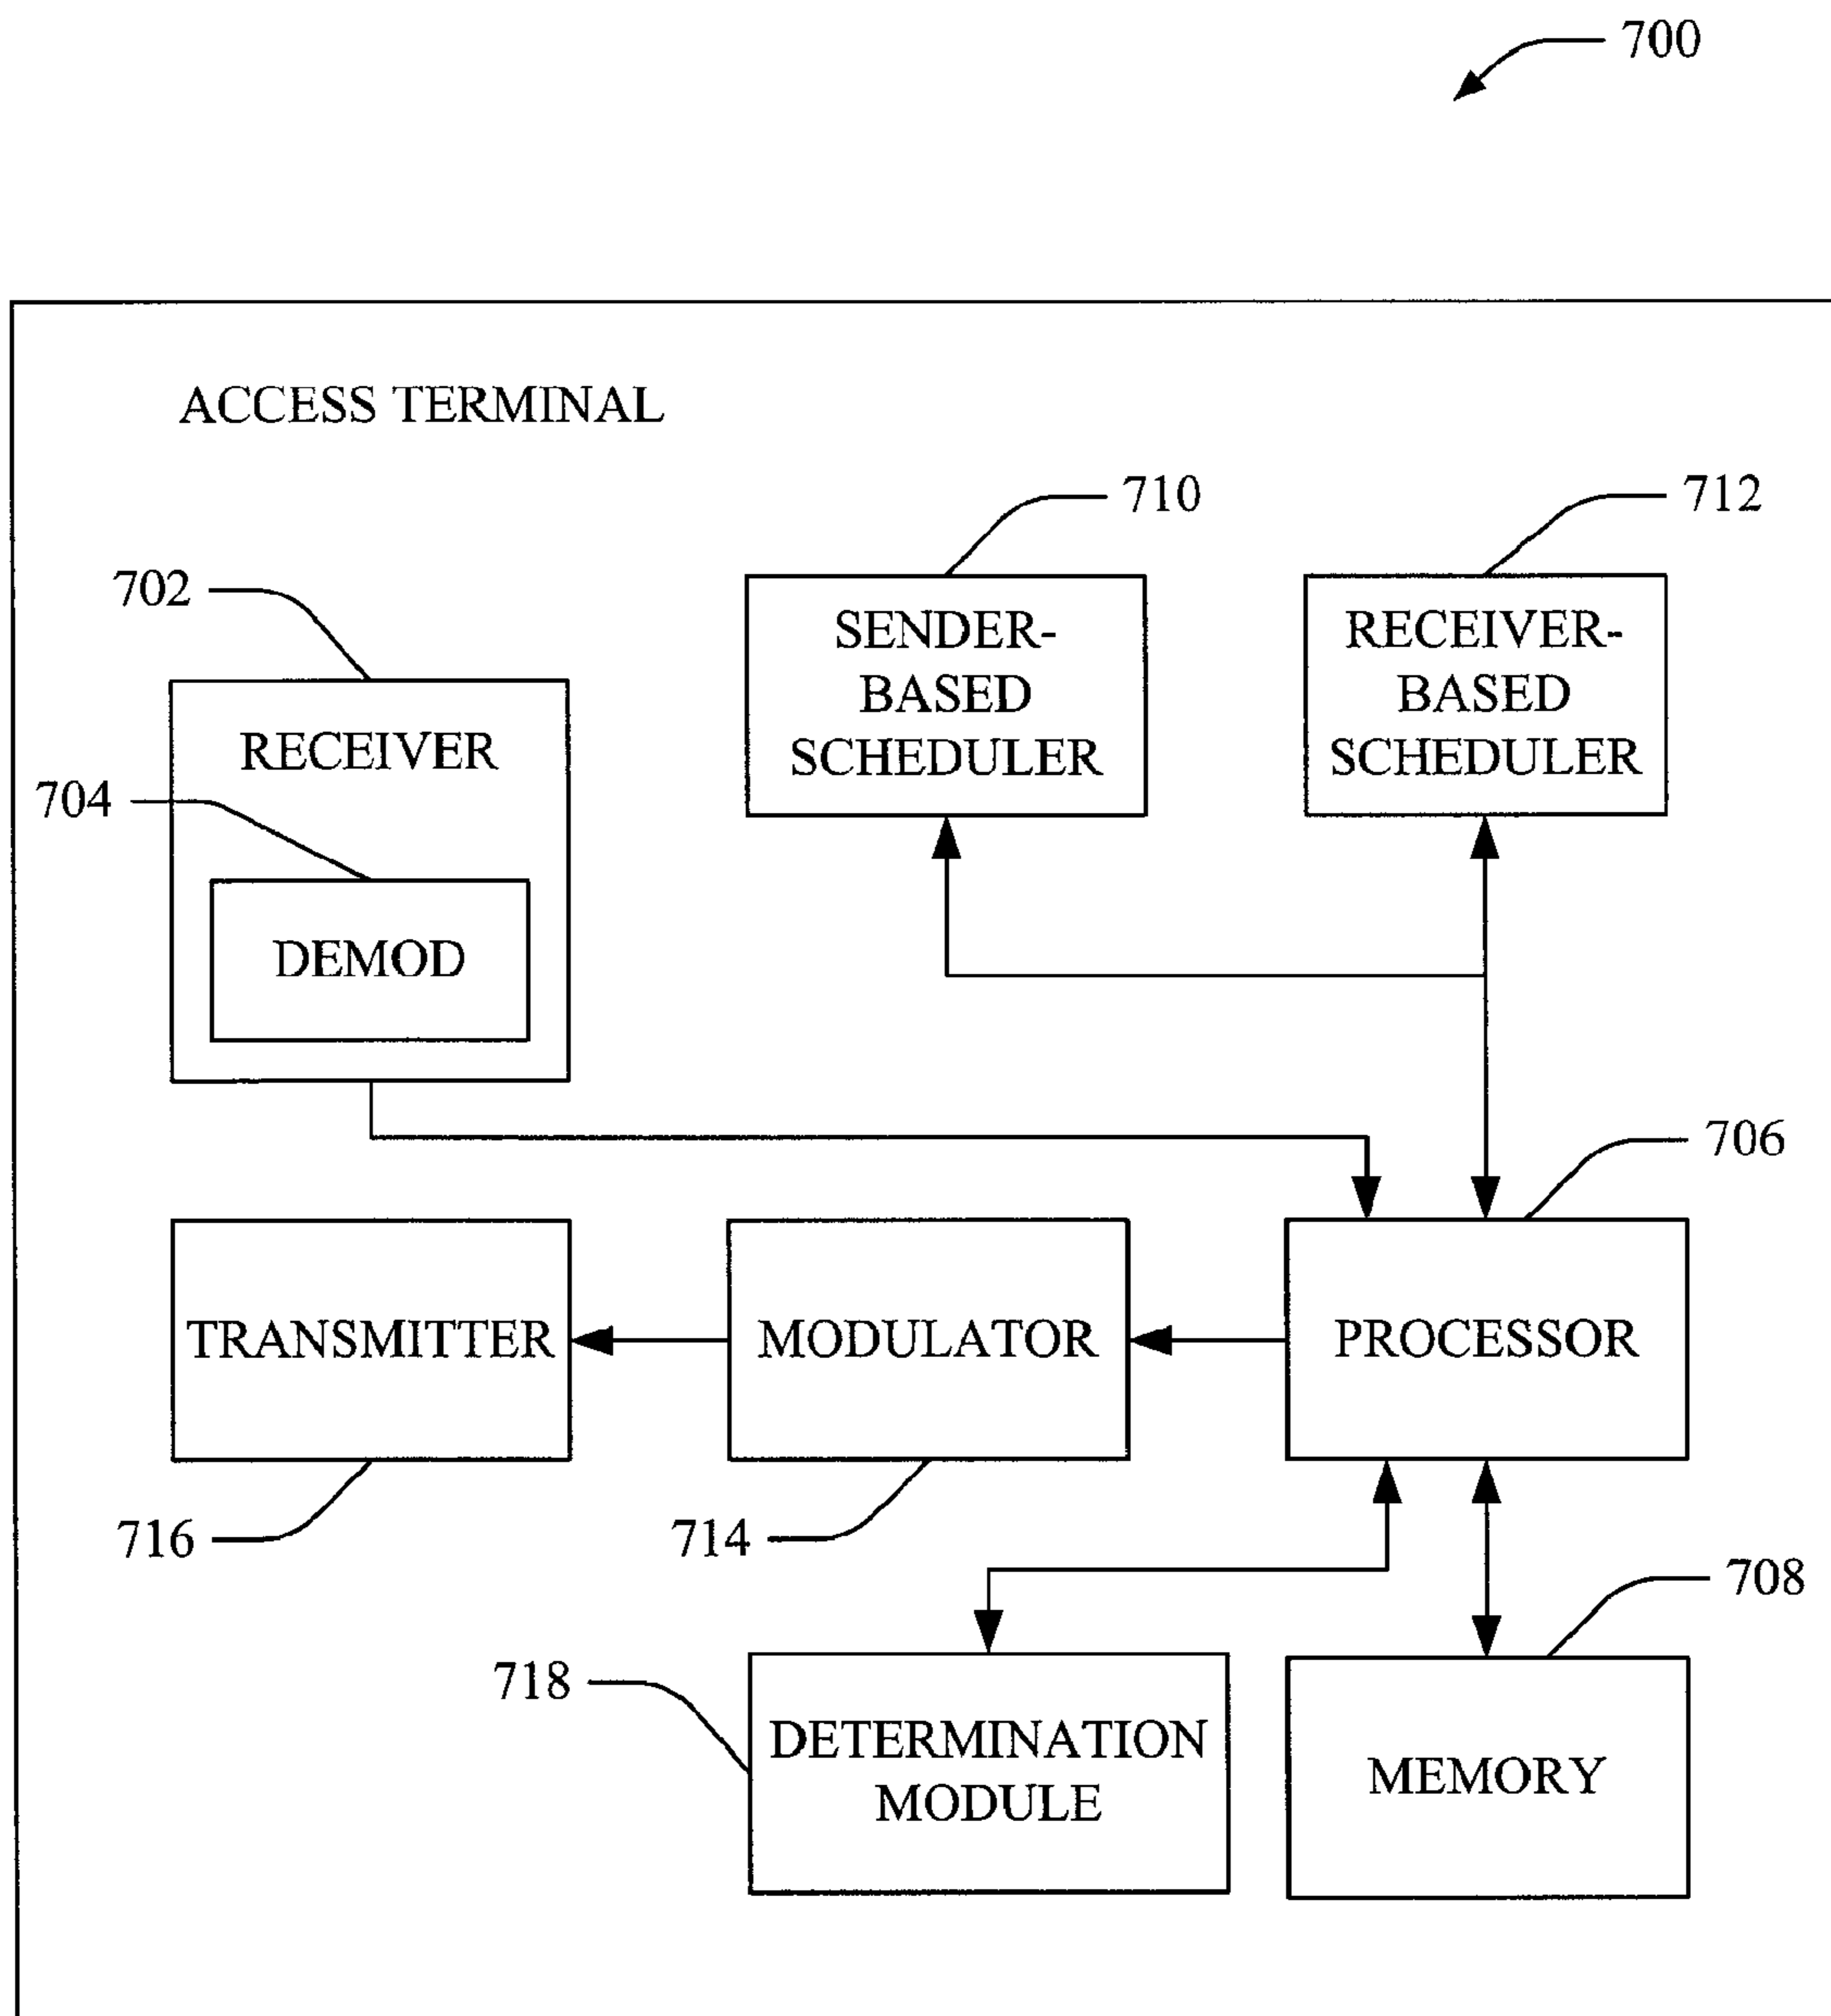 700
ACCESS TERMINAL
710
712
702
SENDER-
BASED
SCHEDULER
RECEIVER-
BASED
SCHEDULER
RECEIVER
704
DEMOD
706
TRANSMITTER
MODULATOR
PROCESSOR
716
714
708
718
DETERMINATION
MODULE
MEMORY